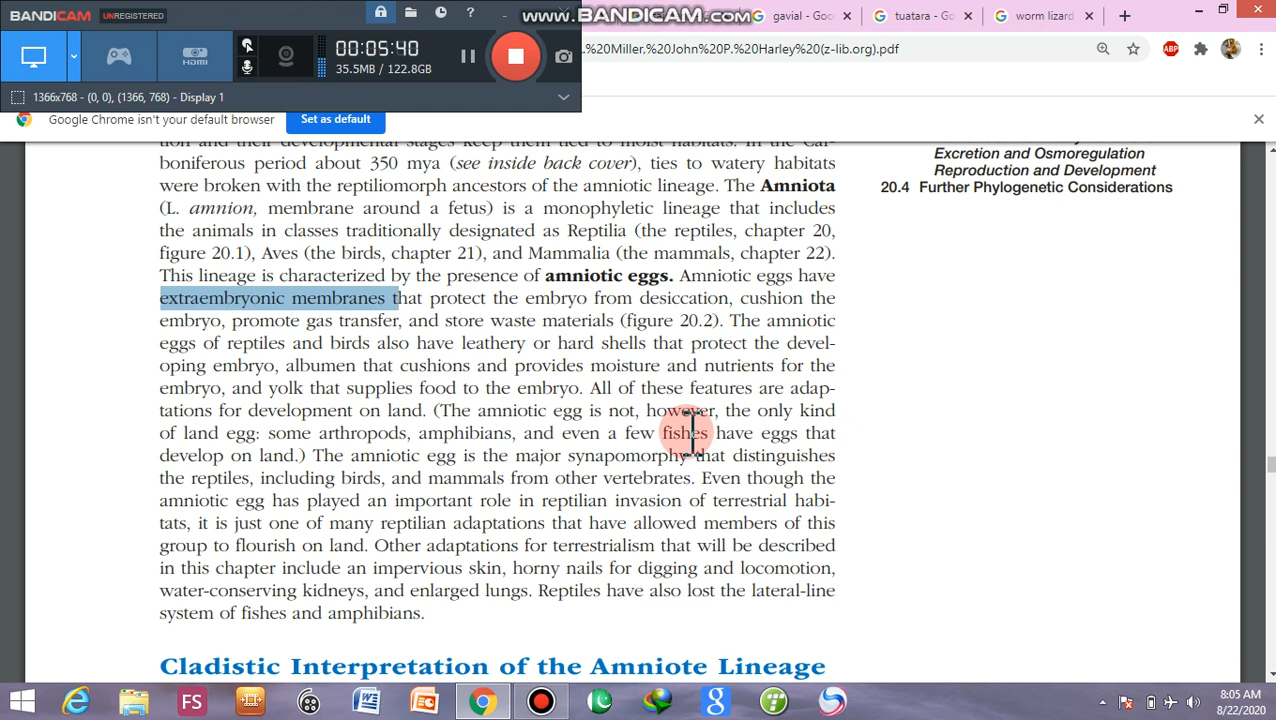 BANDICAM UNREGISTERED
www.BANDICAM.com
gavial - Goo
tuatara - Go
worm lizard
HDMI
00:05:40
35.5MB / 122.8GB
1366x768 - (0, 0), (1366, 768) - Display 1
.%20Miller,%20John%20P.%20Harley(z-lib.org).pdf
ABP
Google Chrome isn't your default browser
Set as default
tion and their developmental stages keep them tied to moist habitats. In the Car-
boniferous period about 350 mya (see inside back cover), ties to watery habitats
were broken with the reptiliomorph ancestors of the amniotic lineage. The Amniota
(L. amnion, membrane around a fetus) is a monophyletic lineage that includes
the animals in classes traditionally designated as Reptilia (the reptiles, chapter 20,
figure 20.1), Aves (the birds, chapter 21), and Mammalia (the mammals, chapter 22).
This lineage is characterized by the presence of amniotic eggs. Amniotic eggs have
extraembryonic membranes that protect the embryo from desiccation, cushion the
embryo, promote gas transfer, and store waste materials (figure 20.2). The amniotic
eggs of reptiles and birds also have leathery or hard shells that protect the devel-
oping embryo, albumen that cushions and provides moisture and nutrients for the
embryo, and yolk that supplies food to the embryo. All of these features are adap-
tations for development on land. (The amniotic egg is not, however, the only kind
of land egg: some arthropods, amphibians, and even a few fishes have eggs that
develop on land.) The amniotic egg is the major synapomorphy that distinguishes
the reptiles, including birds, and mammals from other vertebrates. Even though the
amniotic egg has played an important role in reptilian invasion of terrestrial habi-
tats, it is just one of many reptilian adaptations that have allowed members of this
group to flourish on land. Other adaptations for terrestrialism that will be described
in this chapter include an impervious skin, horny nails for digging and locomotion,
water-conserving kidneys, and enlarged lungs. Reptiles have also lost the lateral-line
system of fishes and amphibians.
Cladistic Interpretation of the Amniote Lineage
Excretion and Osmoregulation
Reproduction and Development
20.4 Further Phylogenetic Considerations
FS
8:05 AM
8/22/2020